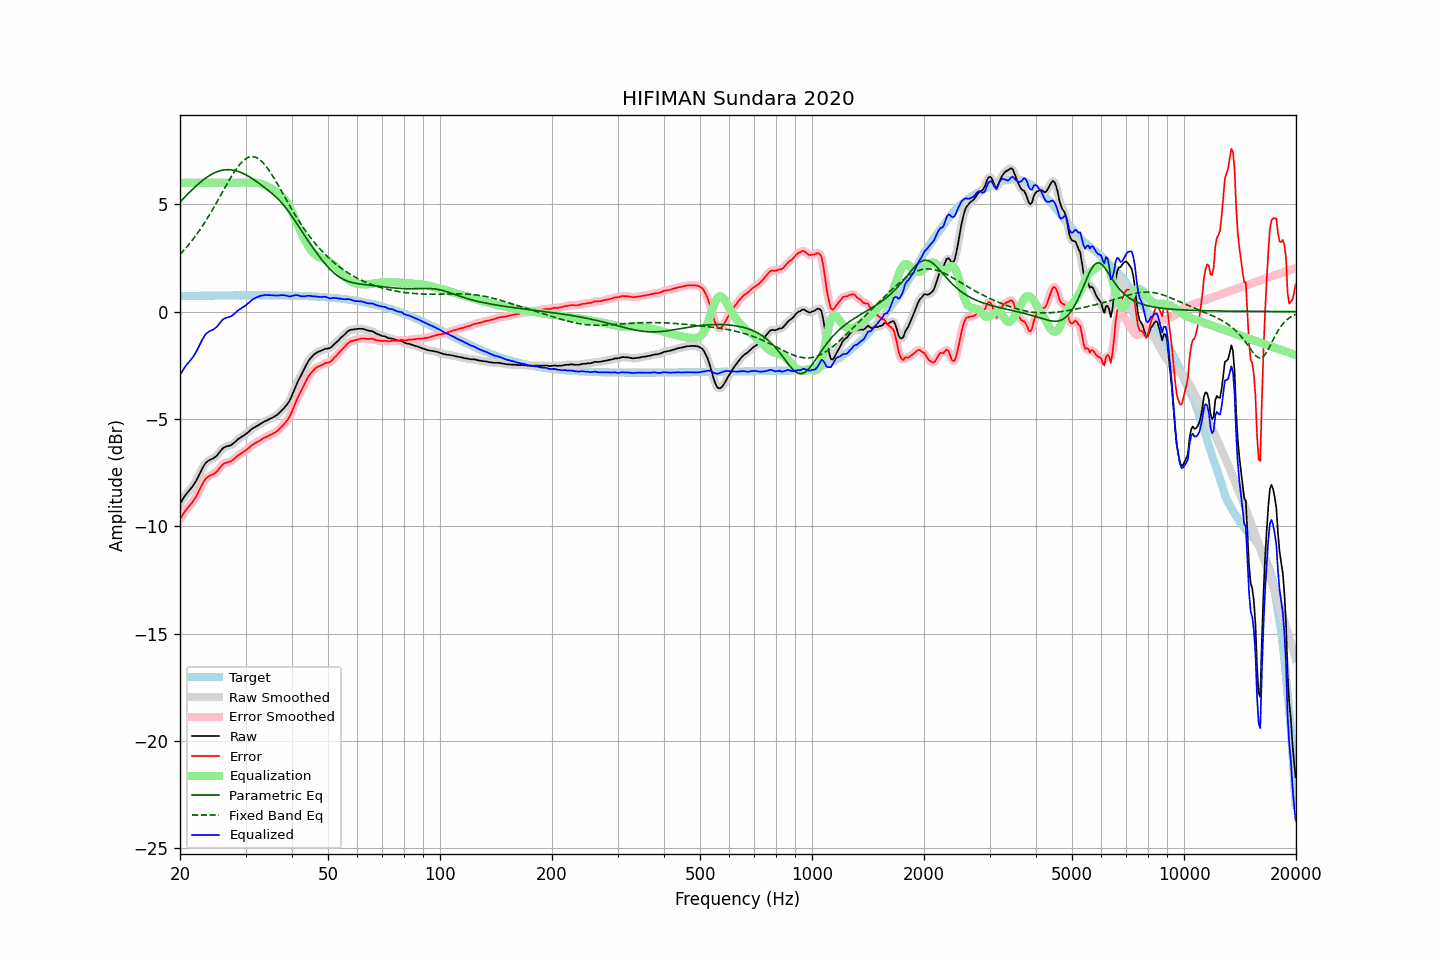 HIFIMAN Sundara 2020
Amplitude (dBr)
5
0
−5
−10
−15
−20
−25
Target
Raw Smoothed
Error Smoothed
Raw
Error
Equalization
Parametric Eq
Fixed Band Eq
Equalized
20 50 100 200 500 1000 2000 5000 10000 20000
Frequency (Hz)